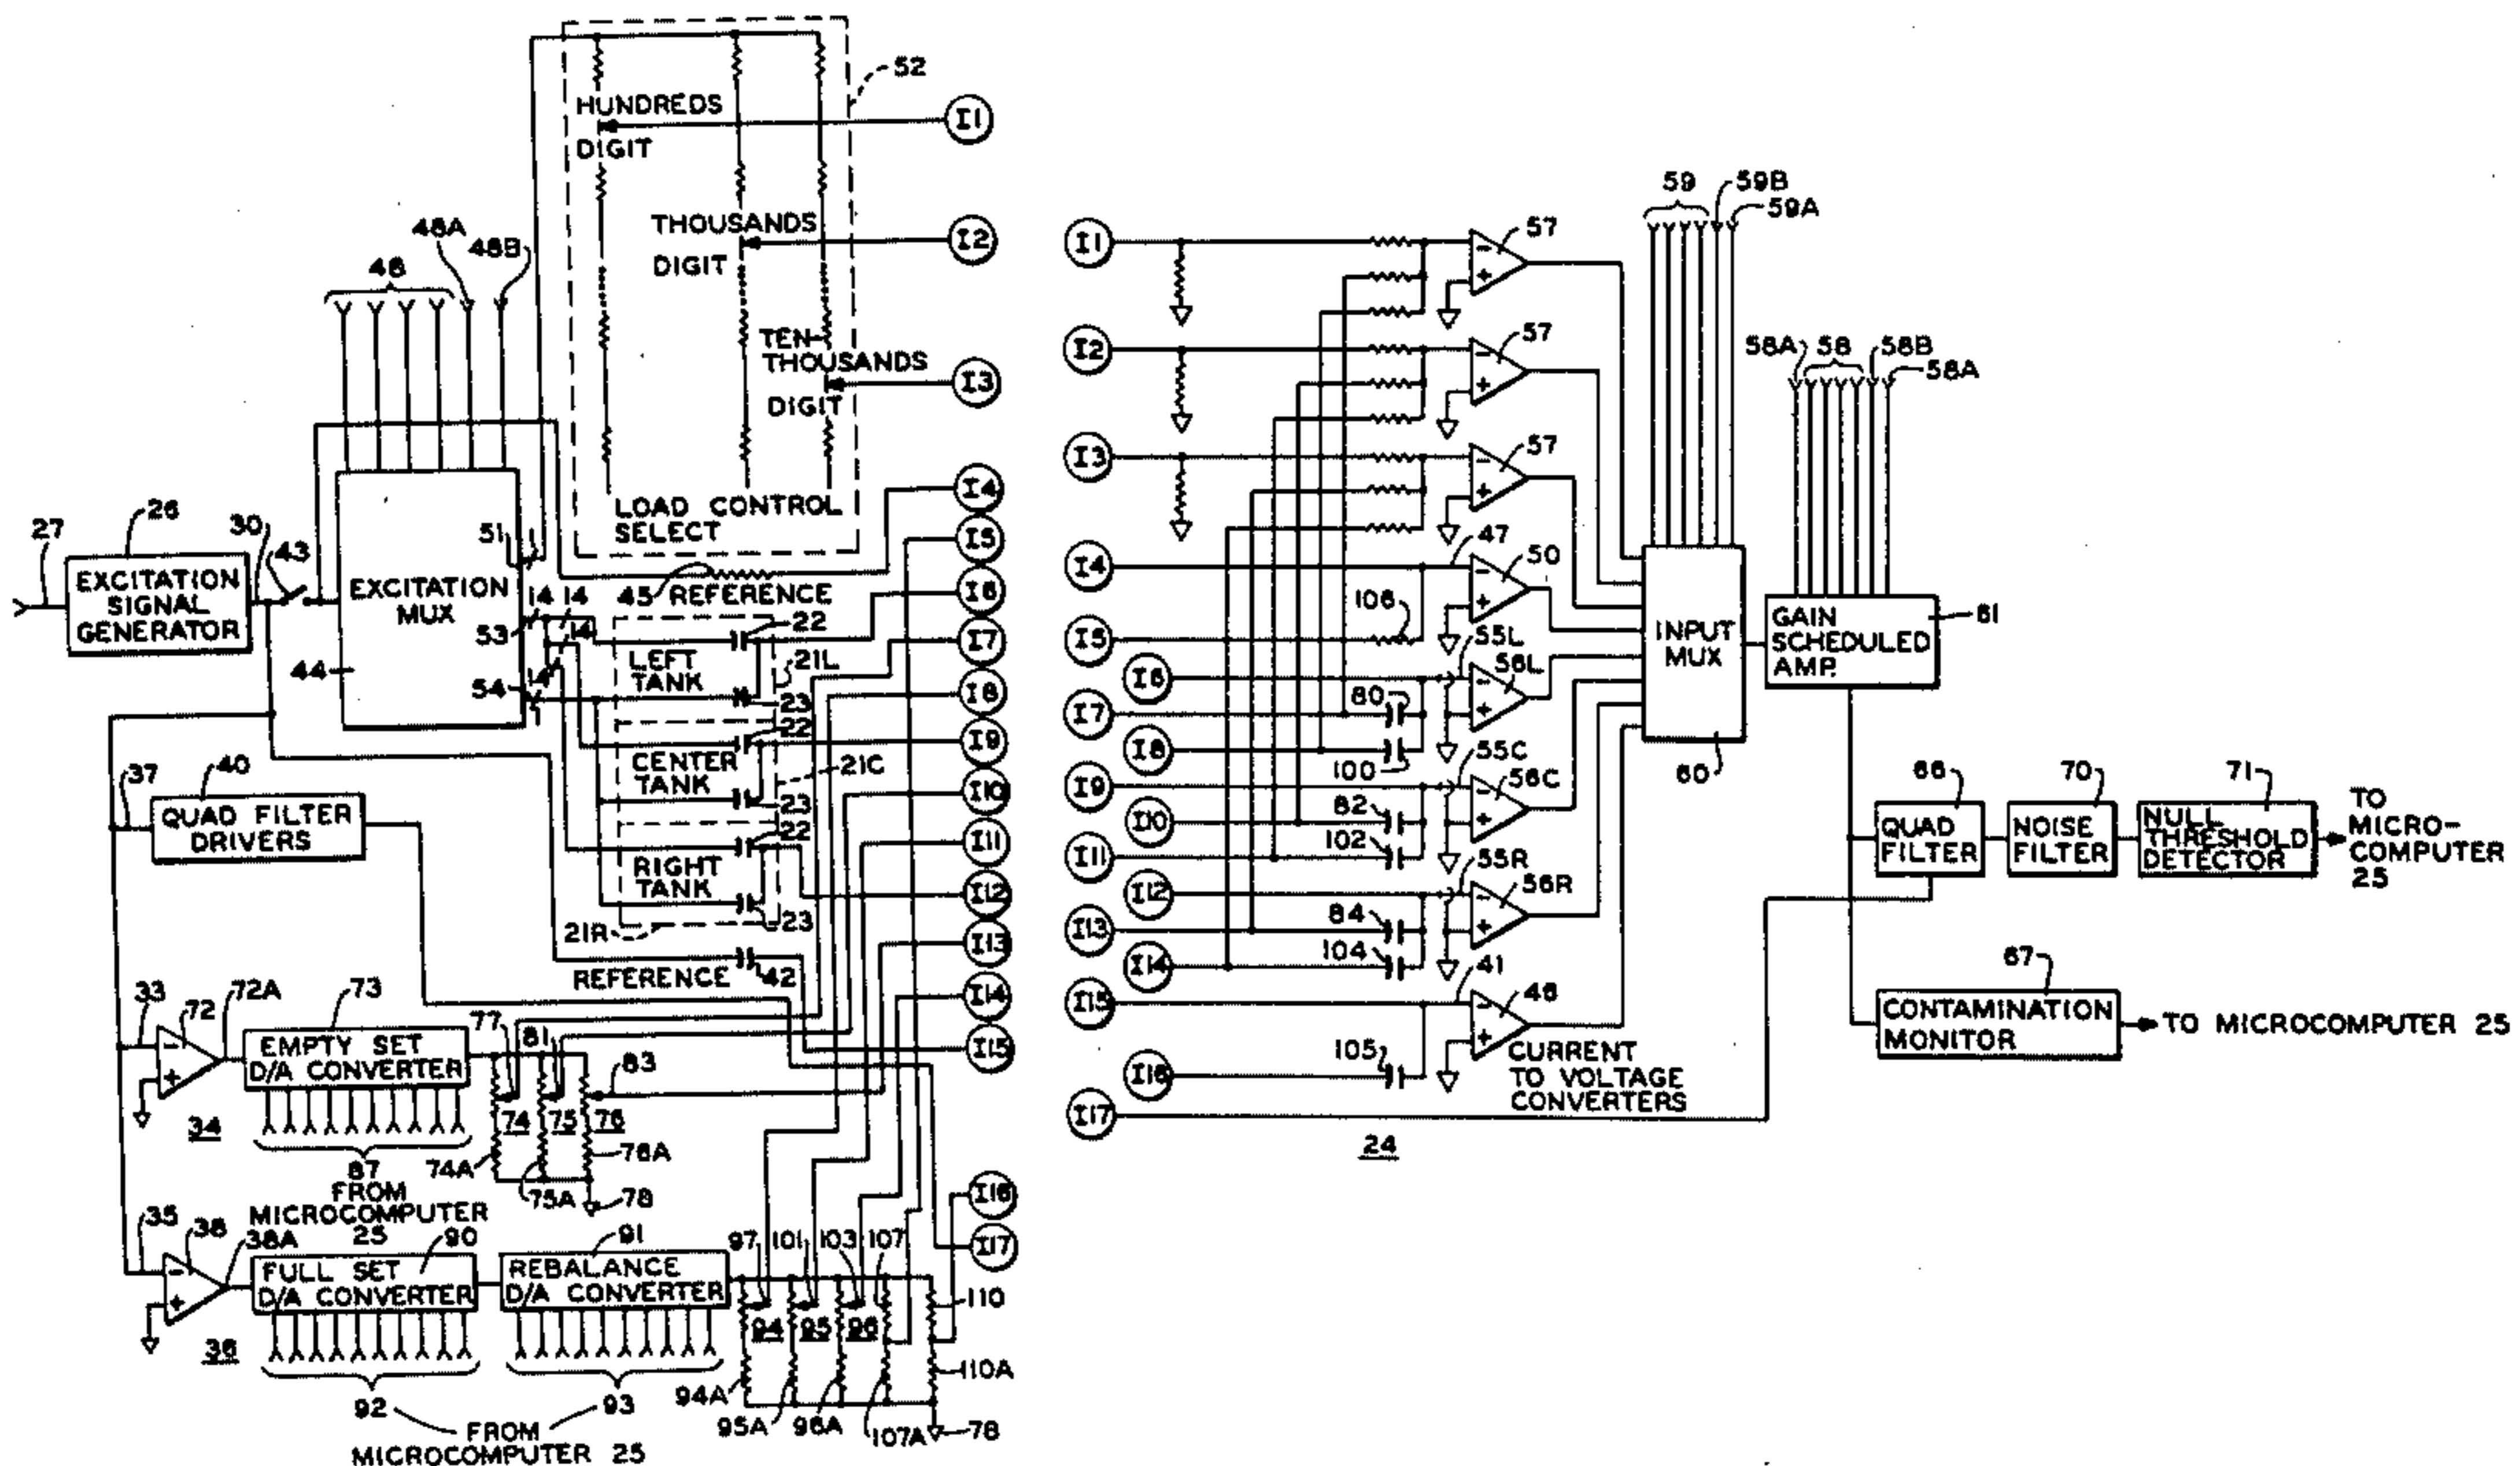 52
HUNDREDS
DIGIT
I1
THOUSANDS
DIGIT
I2
TEN-
THOUSANDS
DIGIT
I3
LOAD CONTROL
SELECT
48
48A
48B
26
27
30
43
EXCITATION
SIGNAL
GENERATOR
EXCITATION
MUX
44
51
53
54
14
14
14
14
45
REFERENCE
I4
I5
I6
I7
I8
I9
I10
I11
I12
I13
I14
I15
22
LEFT
TANK
21L
23
22
CENTER
TANK
21C
23
22
RIGHT
TANK
21R
23
REFERENCE
42
37
40
QUAD FILTER
DRIVERS
33
72
72A
73
EMPTY SET
D/A CONVERTER
34
87
FROM
MICROCOMPUTER
25
77
81
83
74
75
76
74A
75A
76A
78
35
38
38A
90
FULL SET
D/A CONVERTER
91
REBALANCE
D/A CONVERTER
36
92
93
FROM
MICROCOMPUTER 25
97
101
103
107
110
94
95
96
94A
95A
96A
107A
110A
78
I16
I17
I1
57
I2
57
I3
57
I4
47
50
I5
106
I6
55L
56L
I7
80
I8
100
I9
55C
56C
I10
82
I11
102
I12
55R
56R
I13
84
I14
104
I15
41
46
I16
105
I17
CURRENT
TO VOLTAGE
CONVERTERS
24
59
59B
59A
INPUT
MUX
60
58A
58
58B
58A
GAIN
SCHEDULED
AMP.
61
66
QUAD
FILTER
70
NOISE
FILTER
71
NULL
THRESHOLD
DETECTOR
TO
MICRO-
COMPUTER
25
67
CONTAMINATION
MONITOR
TO MICROCOMPUTER 25